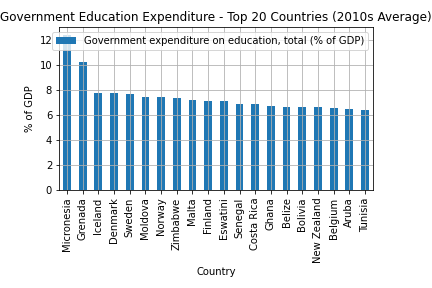 Government Education Expenditure - Top 20 Countries (2010s Average)
Government expenditure on education, total (% of GDP)
% of GDP
12
10
8
6
4
2
0
Micronesia
Grenada
Iceland
Denmark
Sweden
Moldova
Norway
Zimbabwe
Malta
Finland
Eswatini
Senegal
Costa Rica
Ghana
Belize
Bolivia
New Zealand
Belgium
Aruba
Tunisia
Country